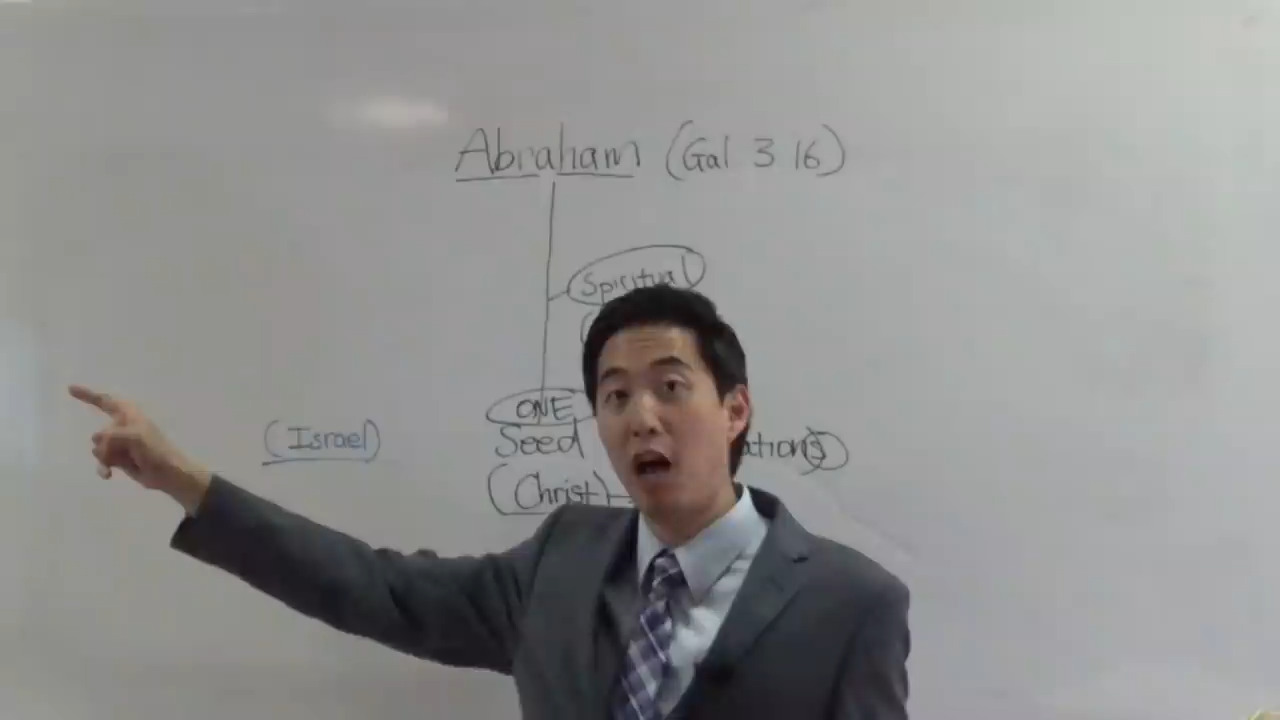 Abraham (Gal 3 16)
Spiritual
ONE
(Israel)
Seed
(Christ)